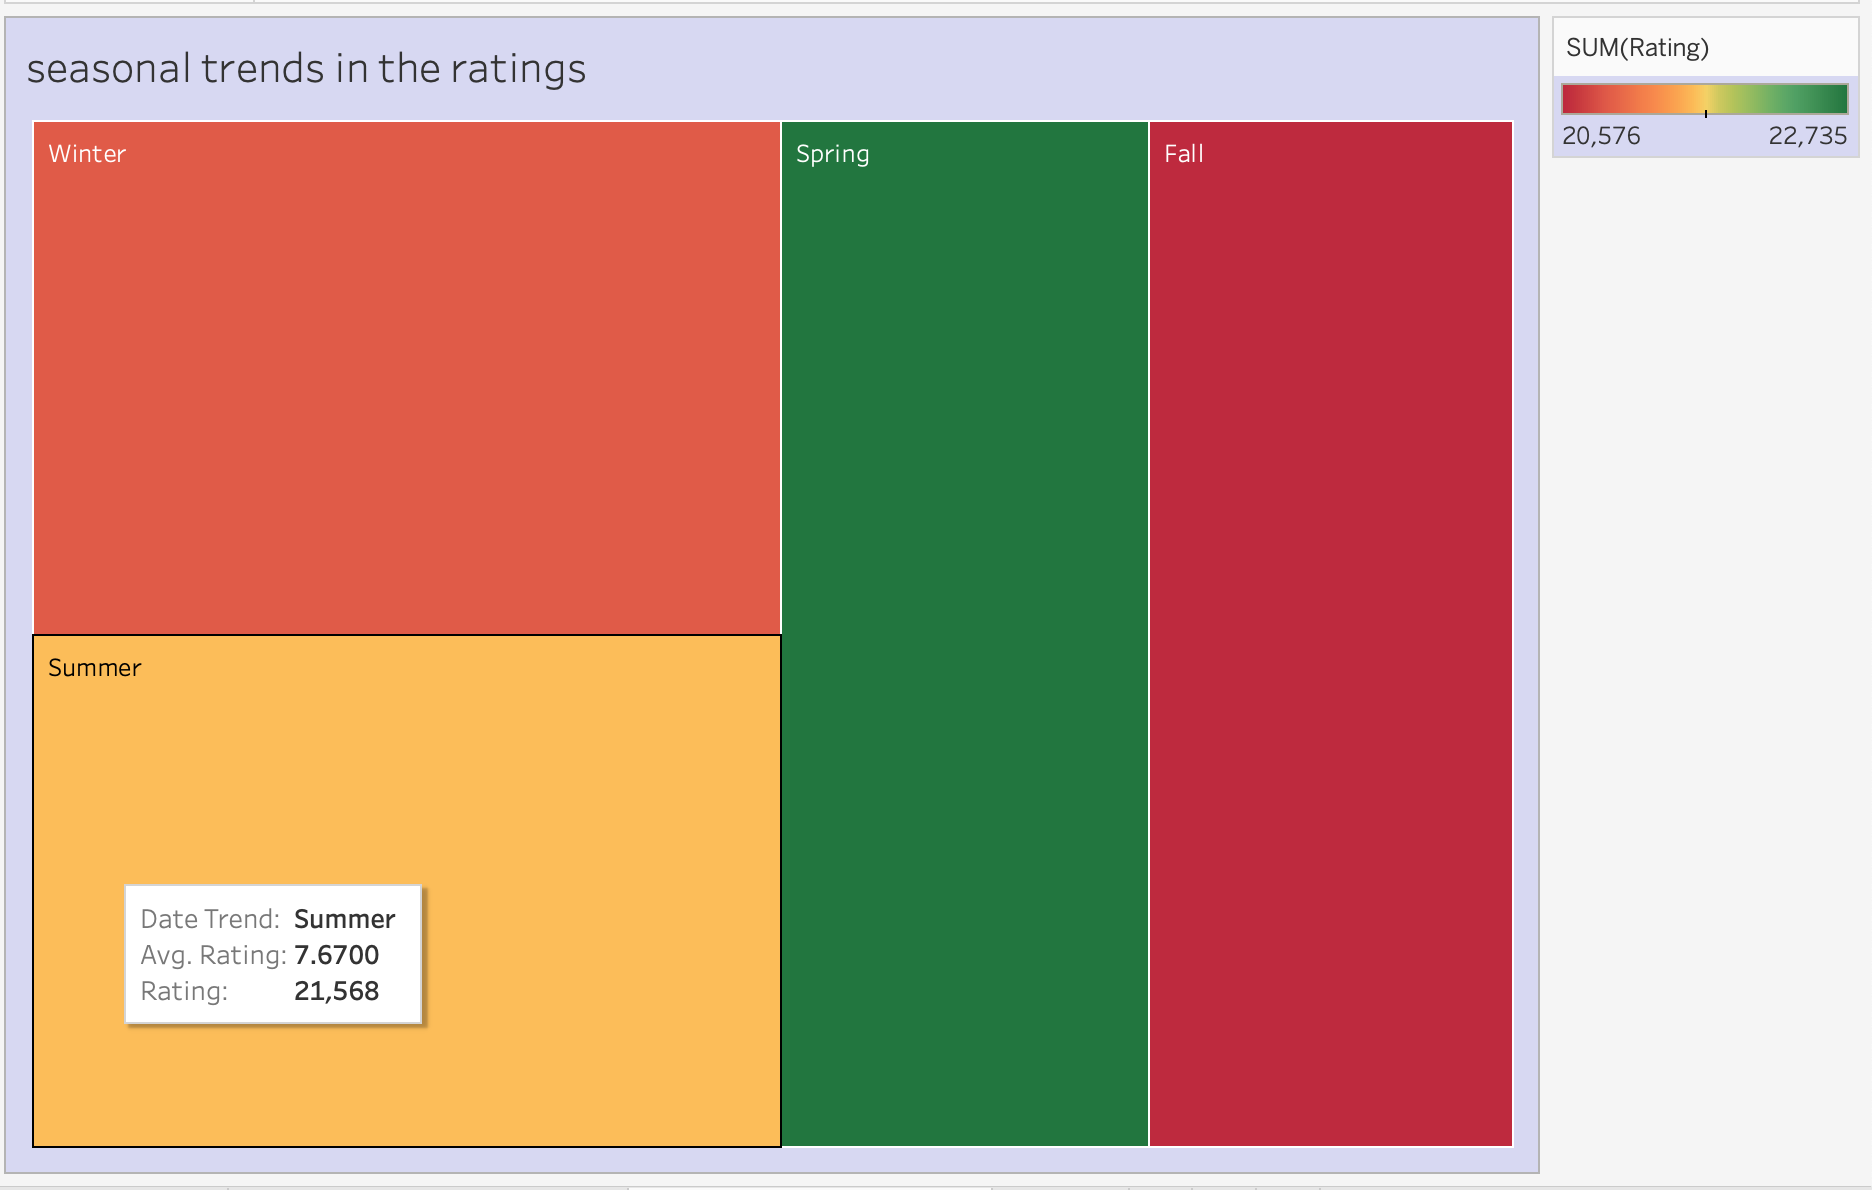 seasonal trends in the ratings
Winter
Spring
Fall
Summer
Date Trend: Summer
Avg. Rating: 7.6700
Rating: 21,568
SUM(Rating)
20,576 22,735